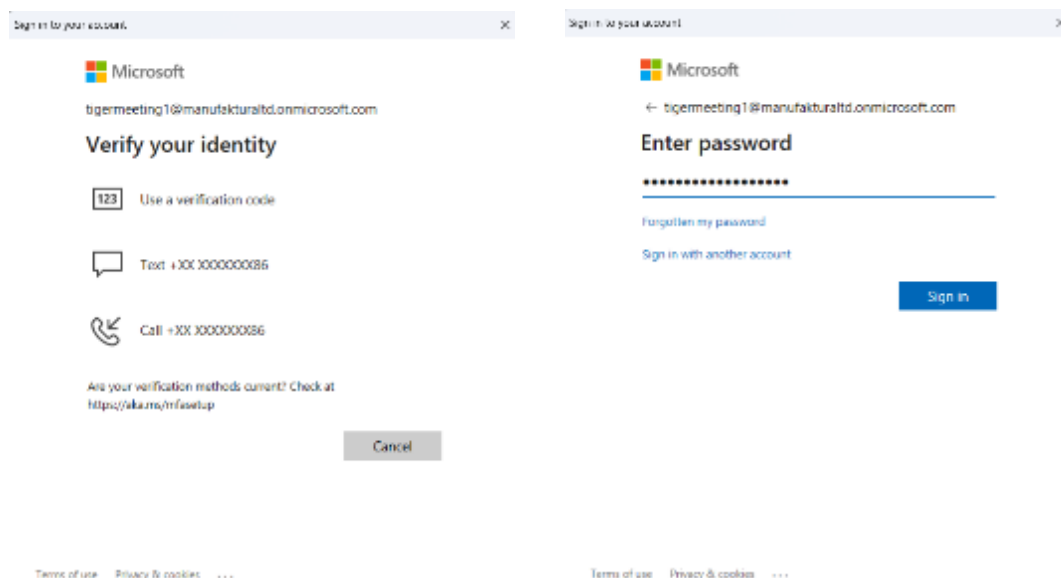 Sign in to your account
Microsoft
tigermeeting1@manufakturaltd.onmicrosoft.com
Verify your identity
123 Use a verification code
Text +XX XXXXXXXX86
Call +XX XXXXXXXX86
Are your verification methods current? Check at
https://aka.ms/mfasetup
Cancel
Terms of use Privacy & cookies ...
Sign in to your account
Microsoft
tigermeeting1@manufakturaltd.onmicrosoft.com
Enter password
Forgotten my password
Sign in with another account
Sign in
Terms of use Privacy & cookies ...